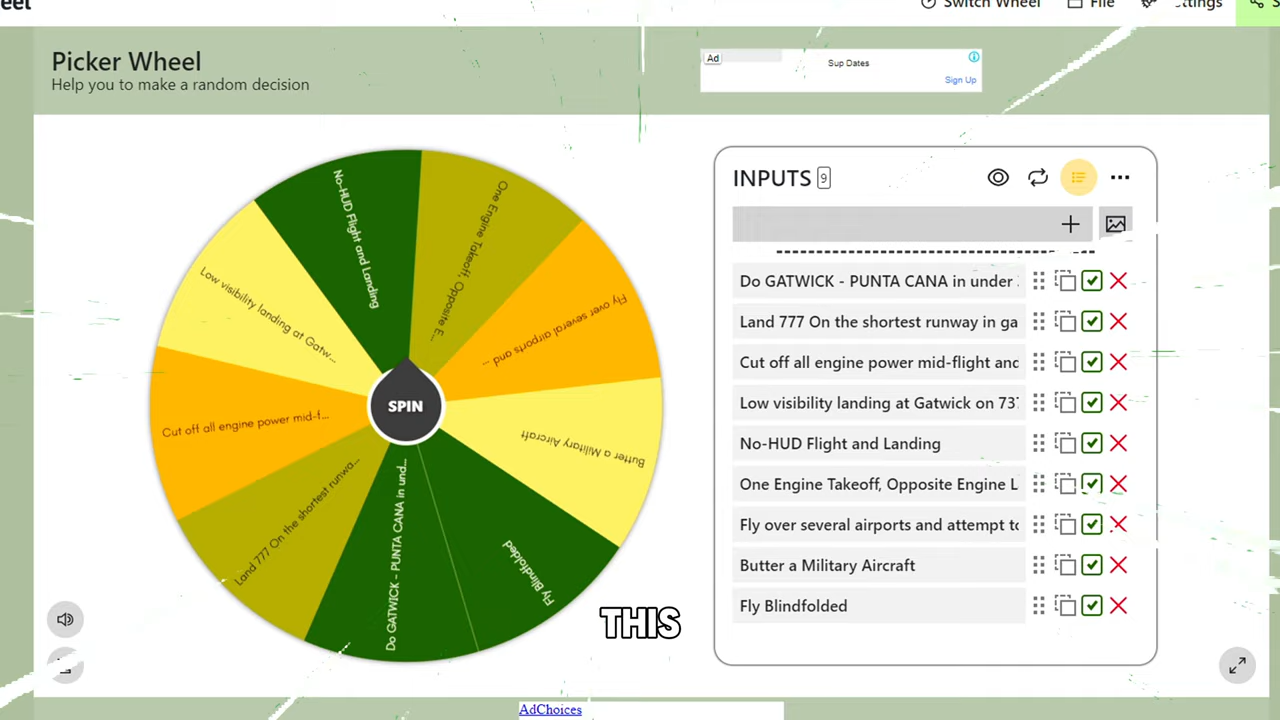 Switch Wheel
File
Picker Wheel
Help you to make a random decision
Ad
Sup Dates
Sign Up
INPUTS 9
Do GATWICK - PUNTA CANA in under
Land 777 On the shortest runway in ga
Cut off all engine power mid-flight and
Low visibility landing at Gatwick on 737
No-HUD Flight and Landing
One Engine Takeoff, Opposite Engine L
Fly over several airports and attempt to
Butter a Military Aircraft
Fly Blindfolded
No-HUD Flight and Landing
One Engine Takeoff, Opposite E...
Fly over several airports and ...
Butter a Military Aircraft
Fly Blindfolded
Do GATWICK - PUNTA CANA in und...
Land 777 On the shortest runwa...
Cut off all engine power mid-f...
Low visibility landing at Gatw...
SPIN
THIS
AdChoices